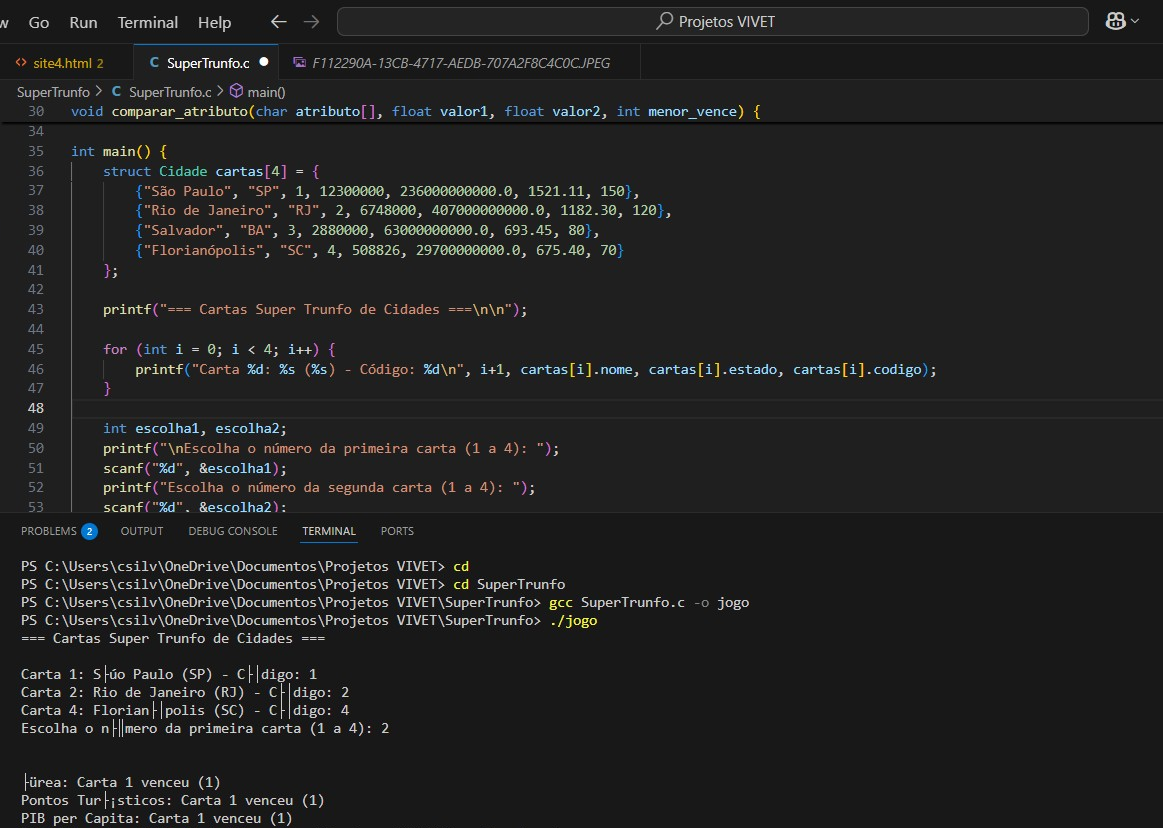 w Go Run Terminal Help ← → Projetos VIVET
<> site4.html 2 C SuperTrunfo.c ● F112290A-13CB-4717-AEDB-707A2F8C4C0C.JPEG
SuperTrunfo > C SuperTrunfo.c > main()
30 void comparar_atributo(char atributo[], float valor1, float valor2, int menor_vence) {
34
35 int main() {
36 struct Cidade cartas[4] = {
37 {"São Paulo", "SP", 1, 12300000, 236000000000.0, 1521.11, 150},
38 {"Rio de Janeiro", "RJ", 2, 6748000, 407000000000.0, 1182.30, 120},
39 {"Salvador", "BA", 3, 2880000, 63000000000.0, 693.45, 80},
40 {"Florianópolis", "SC", 4, 508826, 29700000000.0, 675.40, 70}
41 };
42
43 printf("=== Cartas Super Trunfo de Cidades ===\n\n");
44
45 for (int i = 0; i < 4; i++) {
46 printf("Carta %d: %s (%s) - Código: %d\n", i+1, cartas[i].nome, cartas[i].estado, cartas[i].codigo);
47 }
48
49 int escolha1, escolha2;
50 printf("\nEscolha o número da primeira carta (1 a 4): ");
51 scanf("%d", &escolha1);
52 printf("Escolha o número da segunda carta (1 a 4): ");
53 scanf("%d", &escolha2);
PROBLEMS 2 OUTPUT DEBUG CONSOLE TERMINAL PORTS
PS C:\Users\csilv\OneDrive\Documentos\Projetos VIVET> cd
PS C:\Users\csilv\OneDrive\Documentos\Projetos VIVET> cd SuperTrunfo
PS C:\Users\csilv\OneDrive\Documentos\Projetos VIVET\SuperTrunfo> gcc SuperTrunfo.c -o jogo
PS C:\Users\csilv\OneDrive\Documentos\Projetos VIVET\SuperTrunfo> ./jogo
=== Cartas Super Trunfo de Cidades ===
Carta 1: S├úo Paulo (SP) - C├│digo: 1
Carta 2: Rio de Janeiro (RJ) - C├│digo: 2
Carta 4: Florian├│polis (SC) - C├│digo: 4
Escolha o n├║mero da primeira carta (1 a 4): 2
├ürea: Carta 1 venceu (1)
Pontos Tur├¡sticos: Carta 1 venceu (1)
PIB per Capita: Carta 1 venceu (1)